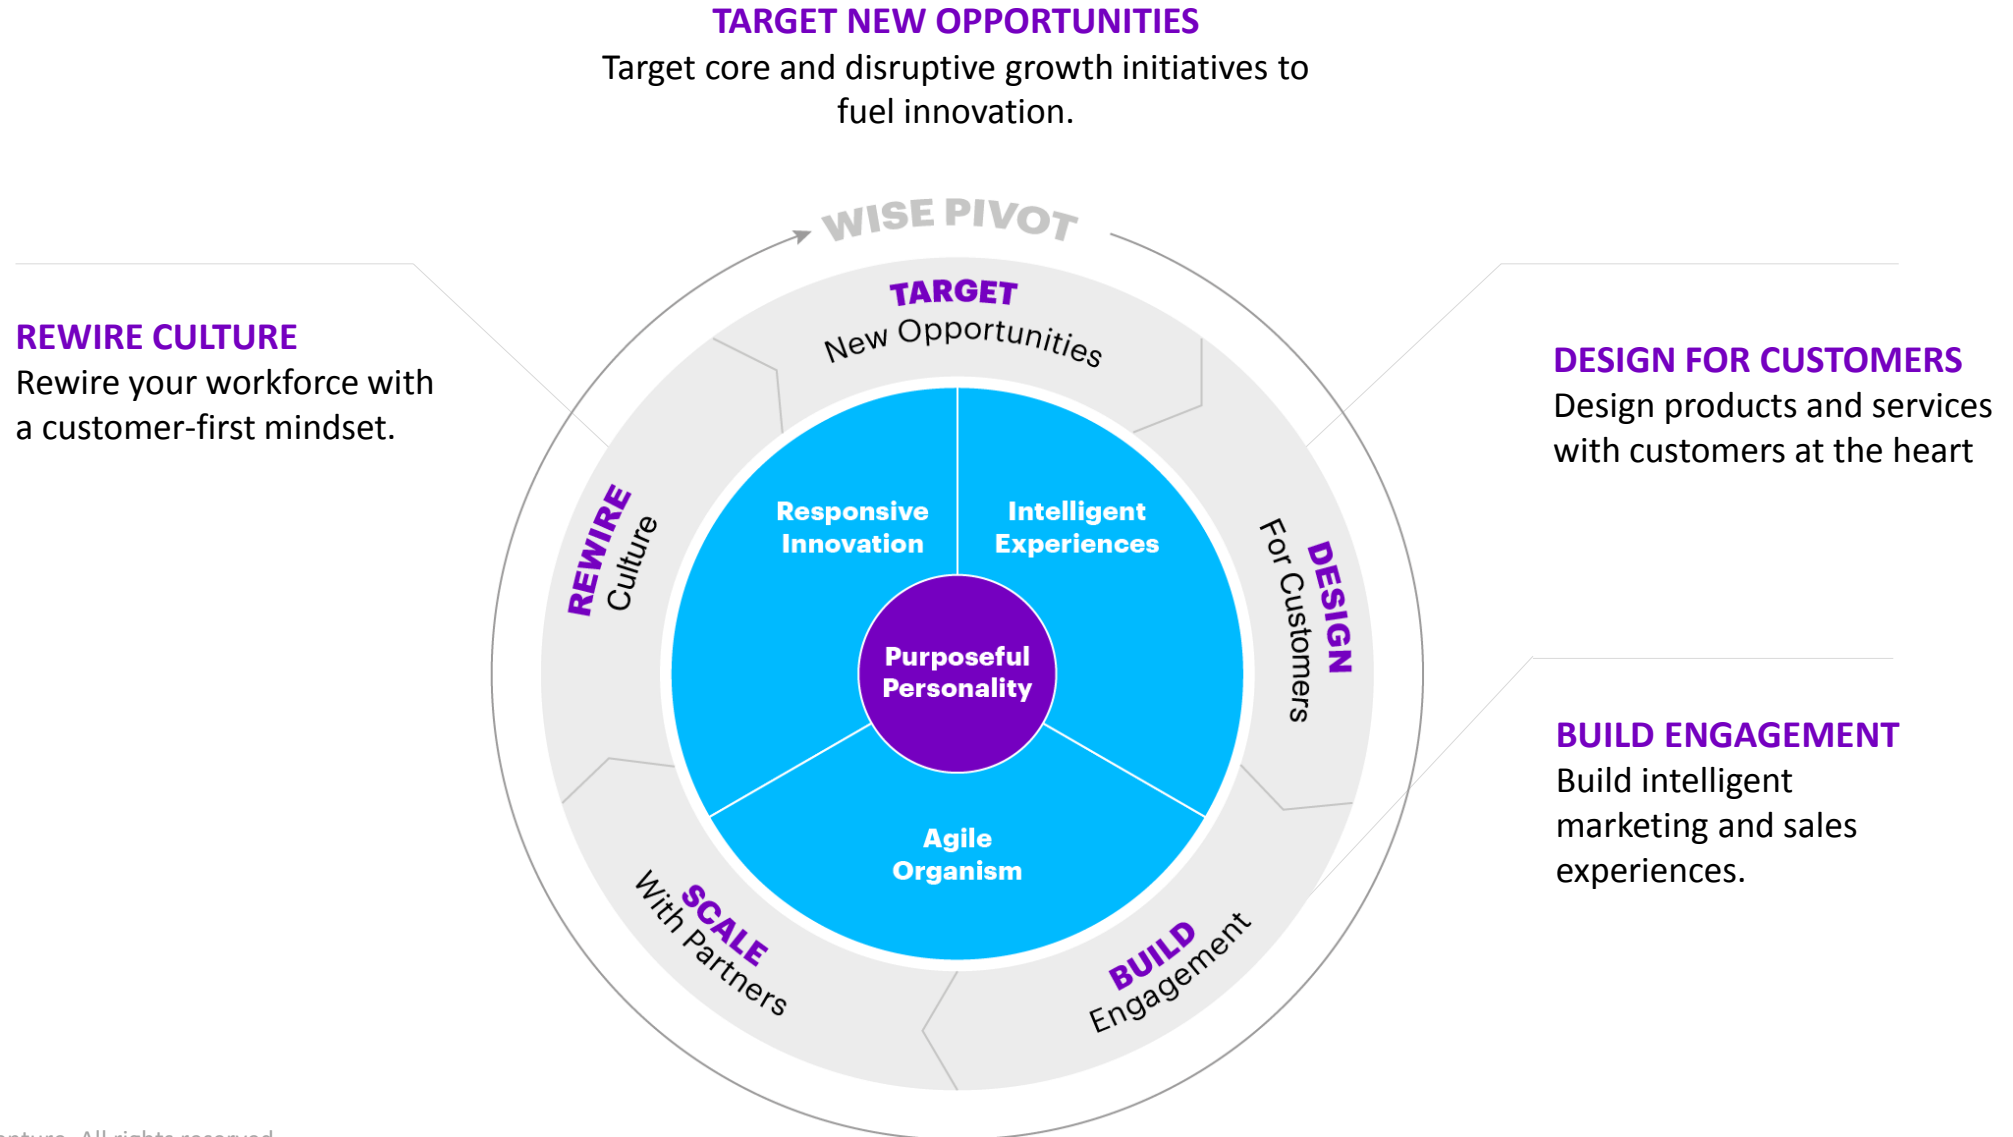 TARGET NEW OPPORTUNITIES
Target core and disruptive growth initiatives to
fuel innovation.
WISE PIVOT
TARGET
New Opportunities
REWIRE CULTURE
Rewire your workforce with
a customer-first mindset.
DESIGN FOR CUSTOMERS
Design products and services
with customers at the heart
REWIRE
Culture
Responsive
Innovation
Intelligent
Experiences
DESIGN
For Customers
Purposeful
Personality
BUILD ENGAGEMENT
Build intelligent
marketing and sales
experiences.
Agile
Organism
SCALE
With Partners
BUILD
Engagement
All rights reserved